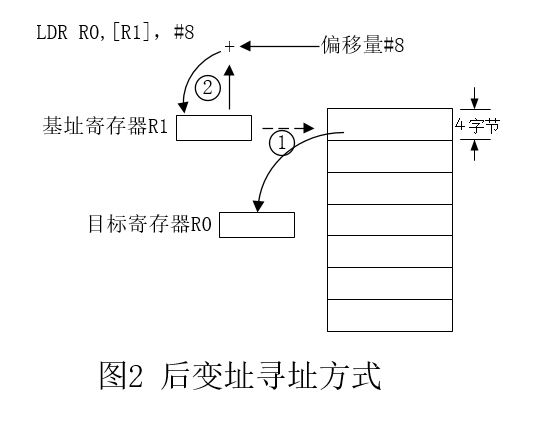 LDR R0,[R1], #8
+
偏移量#8
②
基址寄存器R1
①
4字节
目标寄存器R0
图2 后变址寻址方式